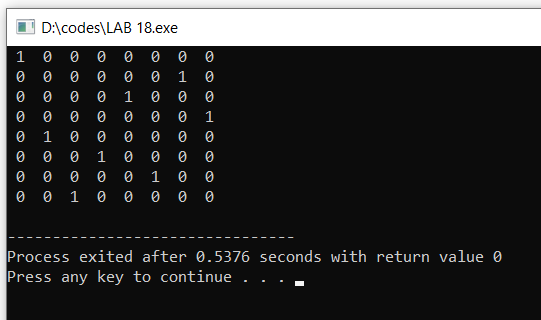 D:\codes\LAB 18.exe
1 0 0 0 0 0 0 0
0 0 0 0 0 0 1 0
0 0 0 0 1 0 0 0
0 0 0 0 0 0 0 1
0 1 0 0 0 0 0 0
0 0 0 1 0 0 0 0
0 0 0 0 0 1 0 0
0 0 1 0 0 0 0 0
--------------------------------
Process exited after 0.5376 seconds with return value 0
Press any key to continue . . .